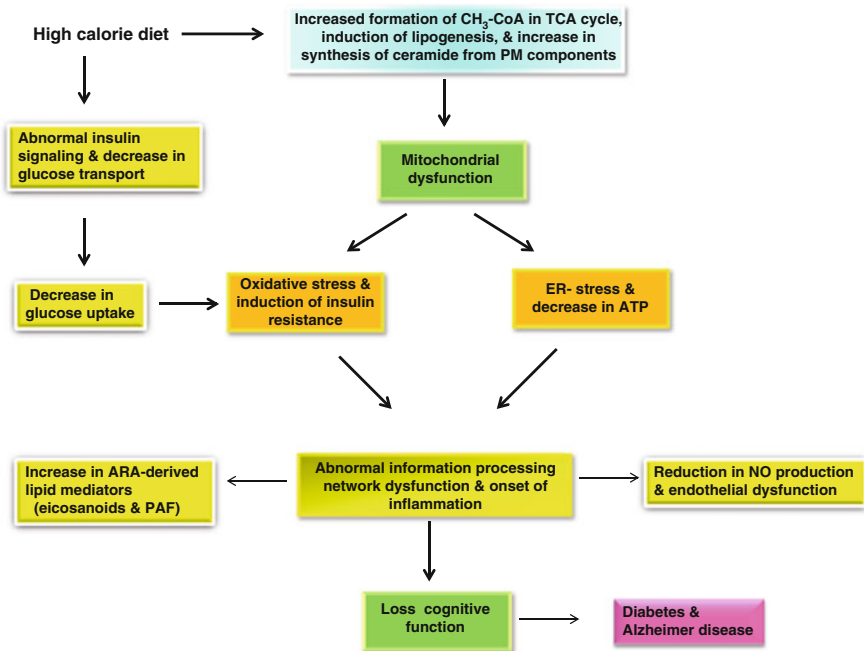 High calorie diet
Increased formation of CH₃-CoA in TCA cycle,
induction of lipogenesis, & increase in
synthesis of ceramide from PM components
Abnormal insulin
signaling & decrease in
glucose transport
Mitochondrial
dysfunction
Decrease in
glucose uptake
Oxidative stress &
induction of insulin
resistance
ER- stress &
decrease in ATP
Increase in ARA-derived
lipid mediators
(eicosanoids & PAF)
Abnormal information processing
network dysfunction & onset of
inflammation
Reduction in NO production
& endothelial dysfunction
Loss cognitive
function
Diabetes &
Alzheimer disease